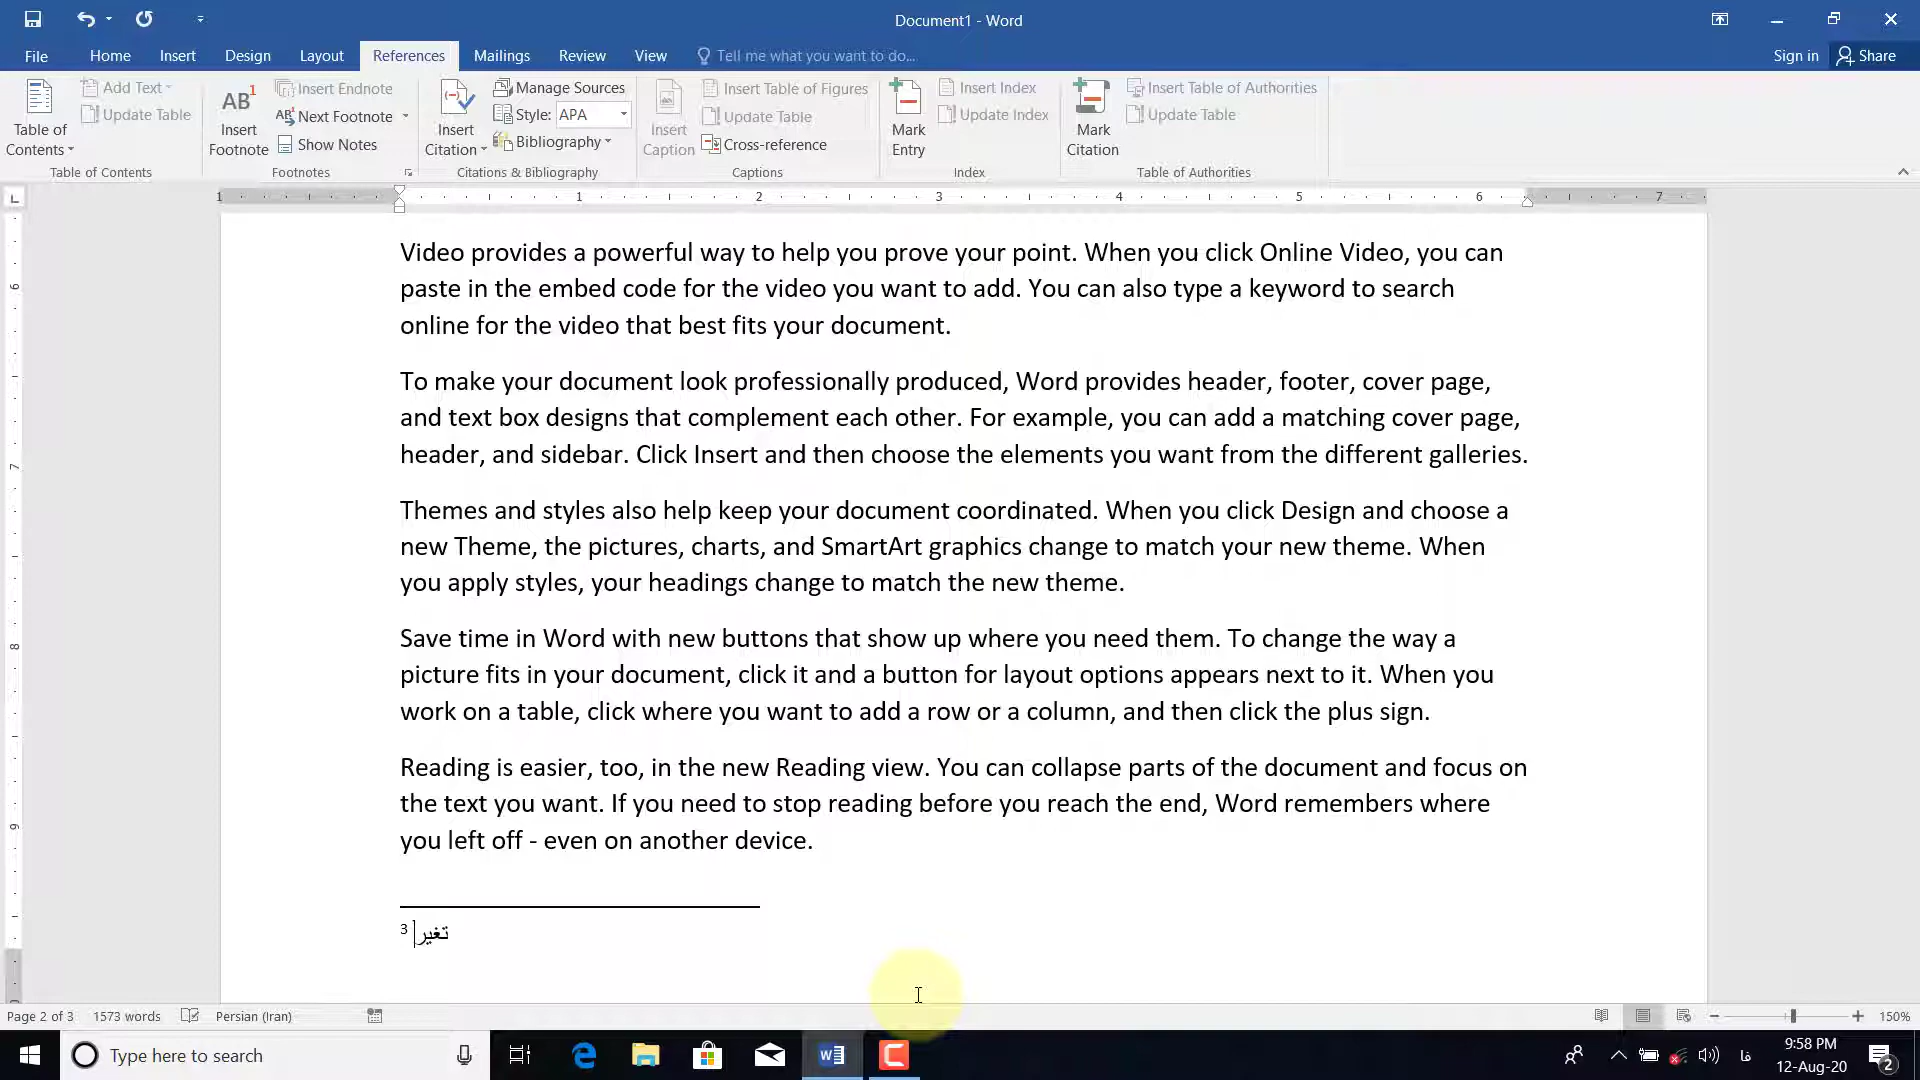 Document1 - Word
File Home Insert Design Layout References Mailings Review View Tell me what you want to do... Sign in Share
Table of Contents
Add Text
Update Table
Table of Contents
AB1
Insert Footnote
Insert Endnote
Next Footnote
Show Notes
Footnotes
Insert Citation
Manage Sources
Style: APA
Bibliography
Citations & Bibliography
Insert Caption
Insert Table of Figures
Update Table
Cross-reference
Captions
Mark Entry
Insert Index
Update Index
Index
Mark Citation
Insert Table of Authorities
Update Table
Table of Authorities
1 1 2 3 4 5 6 7
Video provides a powerful way to help you prove your point. When you click Online Video, you can
paste in the embed code for the video you want to add. You can also type a keyword to search
online for the video that best fits your document.
To make your document look professionally produced, Word provides header, footer, cover page,
and text box designs that complement each other. For example, you can add a matching cover page,
header, and sidebar. Click Insert and then choose the elements you want from the different galleries.
Themes and styles also help keep your document coordinated. When you click Design and choose a
new Theme, the pictures, charts, and SmartArt graphics change to match your new theme. When
you apply styles, your headings change to match the new theme.
Save time in Word with new buttons that show up where you need them. To change the way a
picture fits in your document, click it and a button for layout options appears next to it. When you
work on a table, click where you want to add a row or a column, and then click the plus sign.
Reading is easier, too, in the new Reading view. You can collapse parts of the document and focus on
the text you want. If you need to stop reading before you reach the end, Word remembers where
you left off - even on another device.
3 تغیر
6
7
8
9
Page 2 of 3 1573 words Persian (Iran) 150%
Type here to search
فا
9:58 PM
12-Aug-20
2